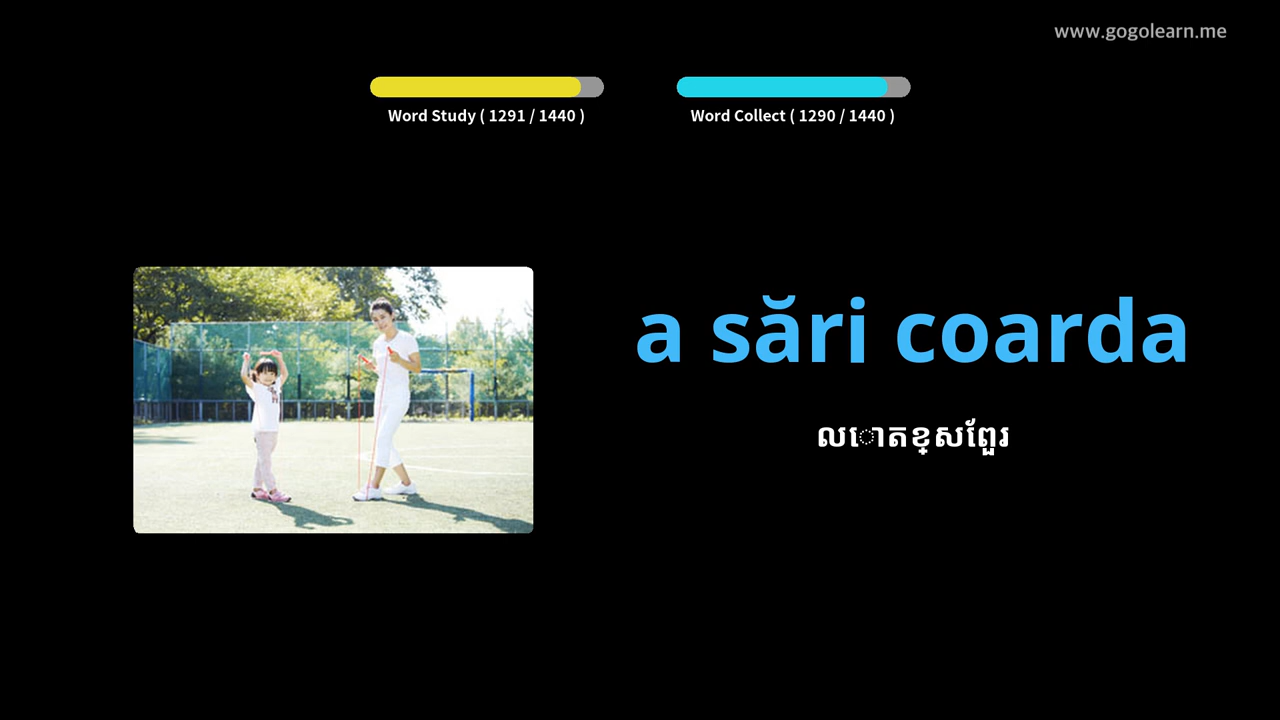 www.gogolearn.me
Word Study ( 1291 / 1440 )
Word Collect ( 1290 / 1440 )
a sări coarda
លោតខ្សពែួរ